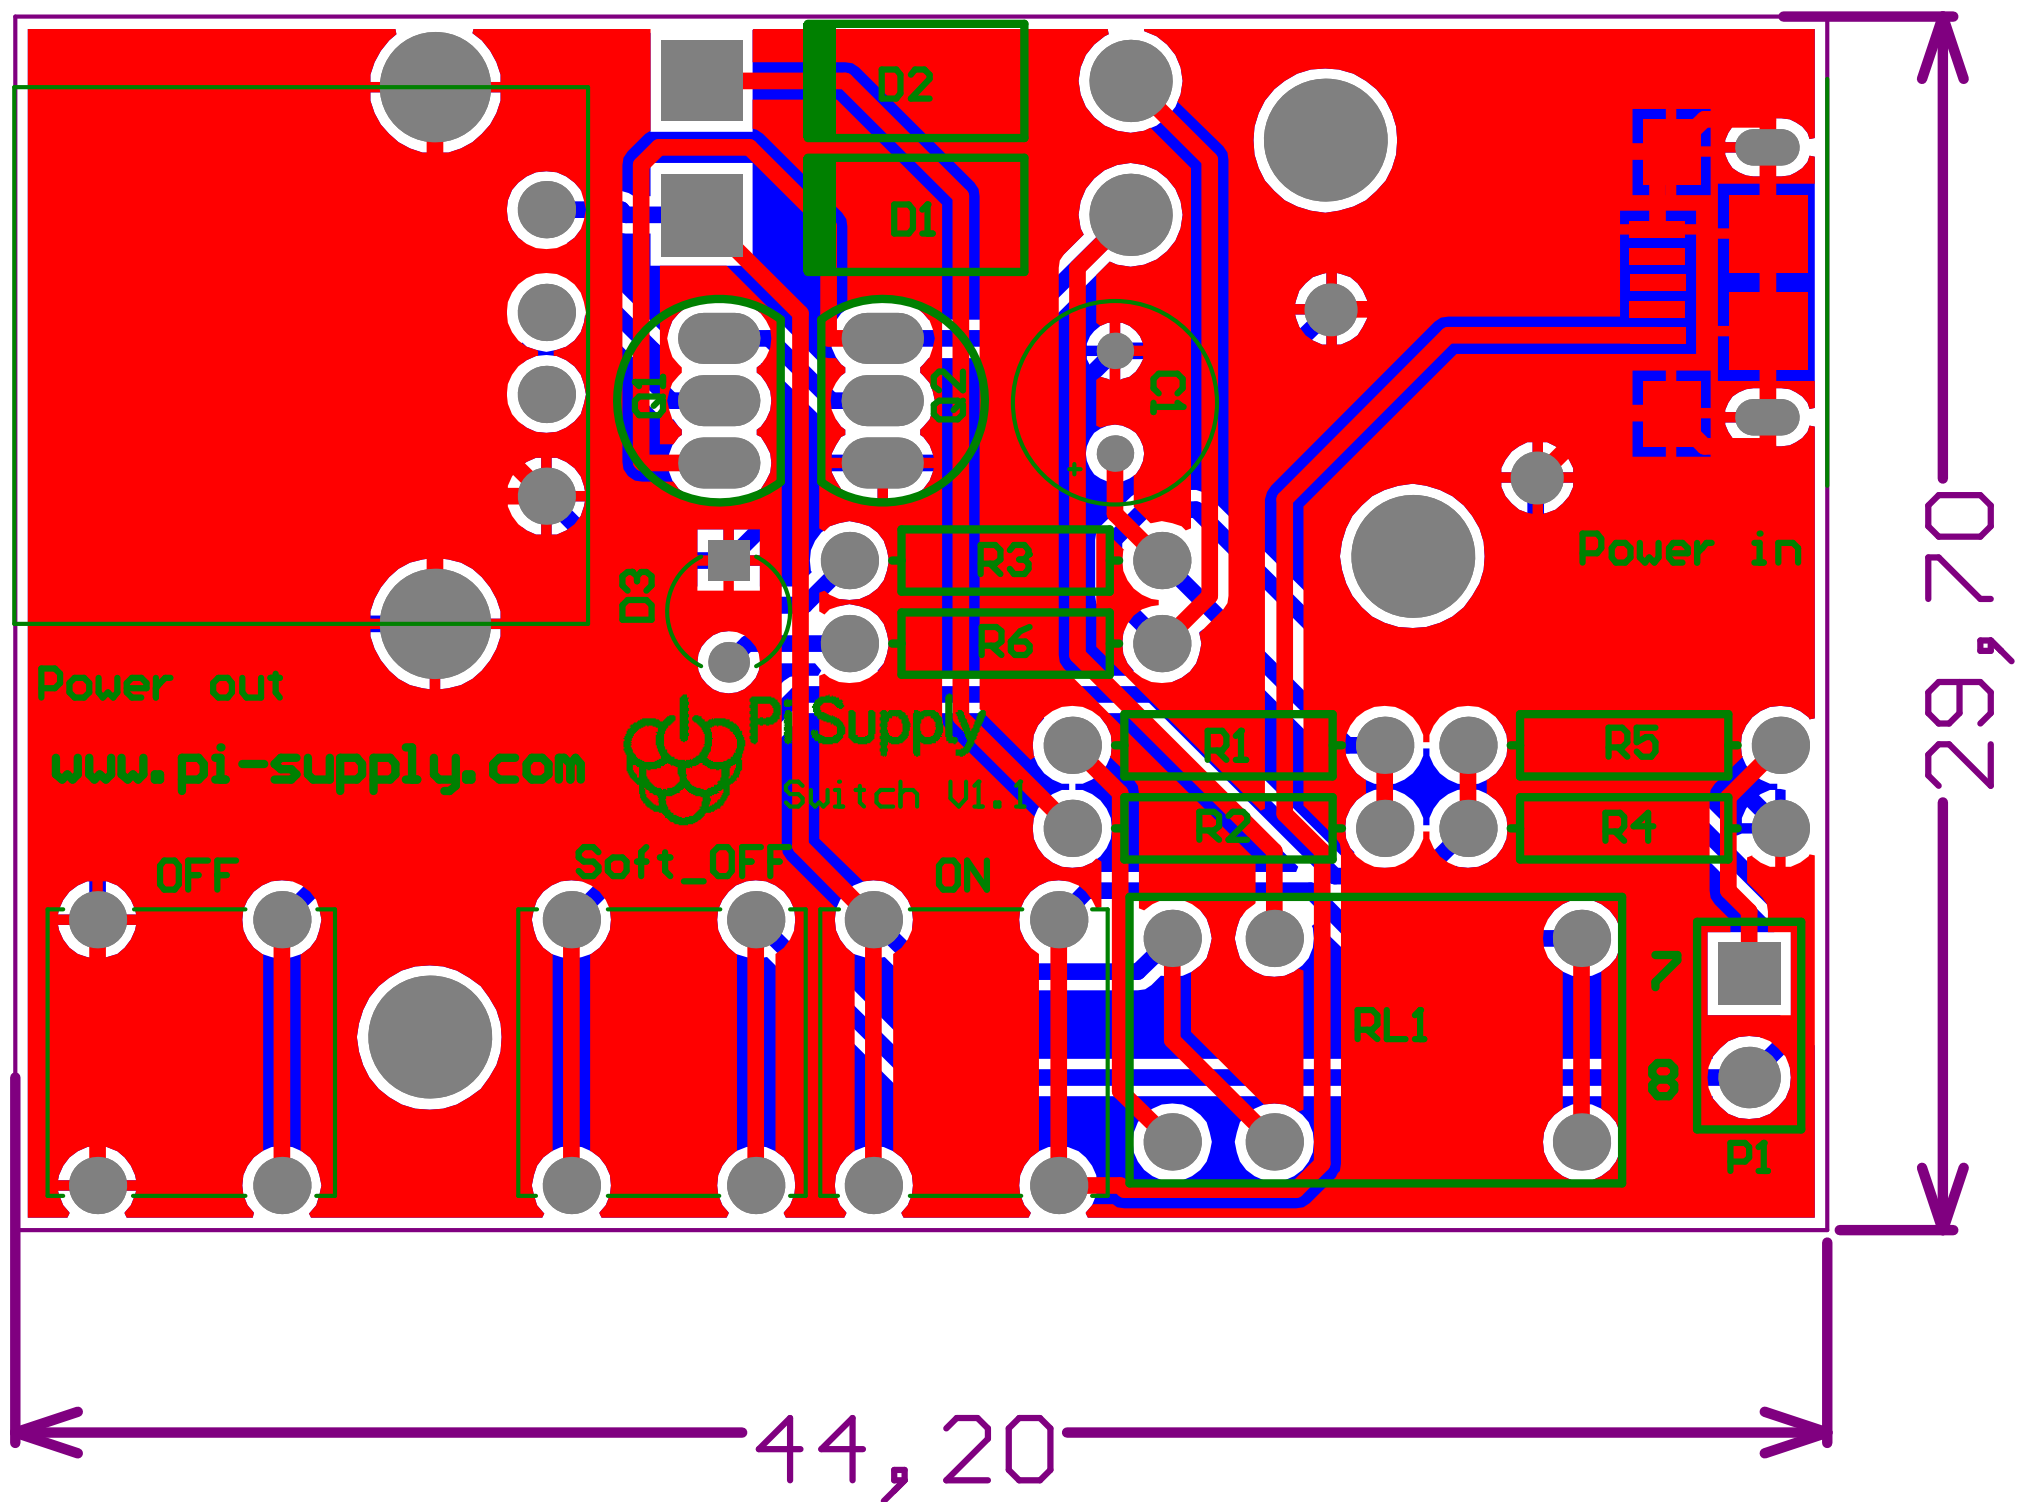 D2
D1
Q1
Q2
C1
+
Power in
29,70
D3
R3
R6
Power out
Pi Supply
www.pi-supply.com
Switch V1.1
R1
R5
R2
R4
OFF
Soft_OFF
ON
7
RL1
8
P1
44,20